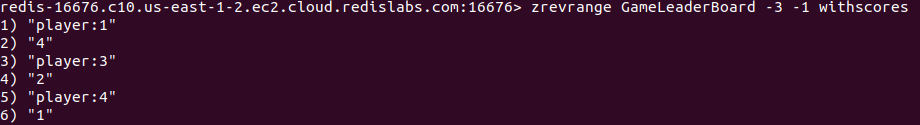 redis-16676.c10.us-east-1-2.ec2.cloud.redislabs.com:16676> zrevrange GameLeaderBoard -3 -1 withscores
1) "player:1"
2) "4"
3) "player:3"
4) "2"
5) "player:4"
6) "1"